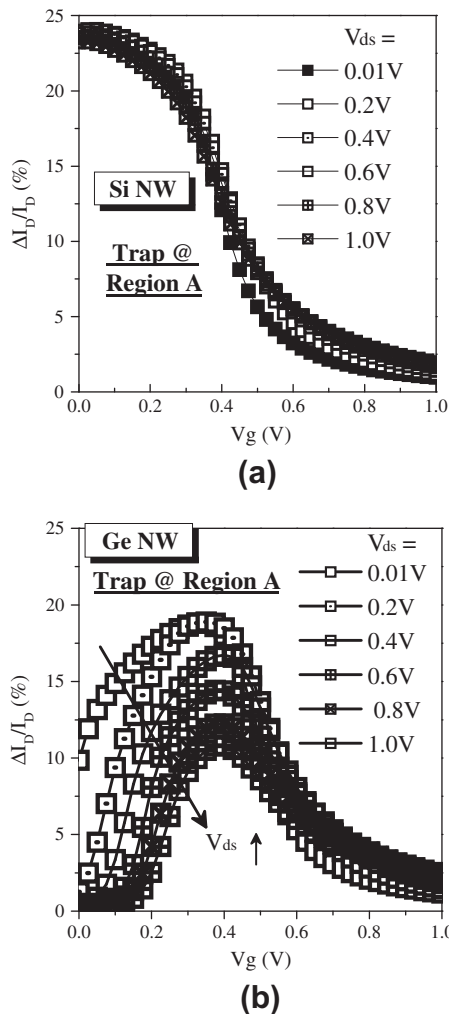 25
20
15
10
5
0
ΔI_D/I_D (%)
V_ds =
0.01V
0.2V
0.4V
0.6V
0.8V
1.0V
Si NW
Trap @
Region A
0.0 0.2 0.4 0.6 0.8 1.0
Vg (V)
(a)
25
20
15
10
5
0
ΔI_D/I_D (%)
Ge NW
Trap @ Region A
V_ds =
0.01V
0.2V
0.4V
0.6V
0.8V
1.0V
V_ds ↑
0.0 0.2 0.4 0.6 0.8 1.0
Vg (V)
(b)